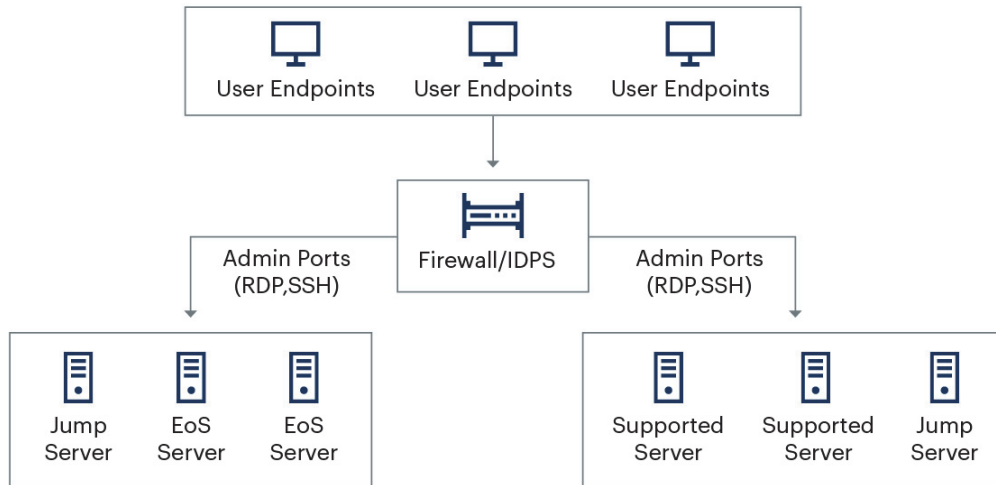 User Endpoints
User Endpoints
User Endpoints
Firewall/IDPS
Admin Ports
(RDP,SSH)
Admin Ports
(RDP,SSH)
Jump
Server
EoS
Server
EoS
Server
Supported
Server
Supported
Server
Jump
Server